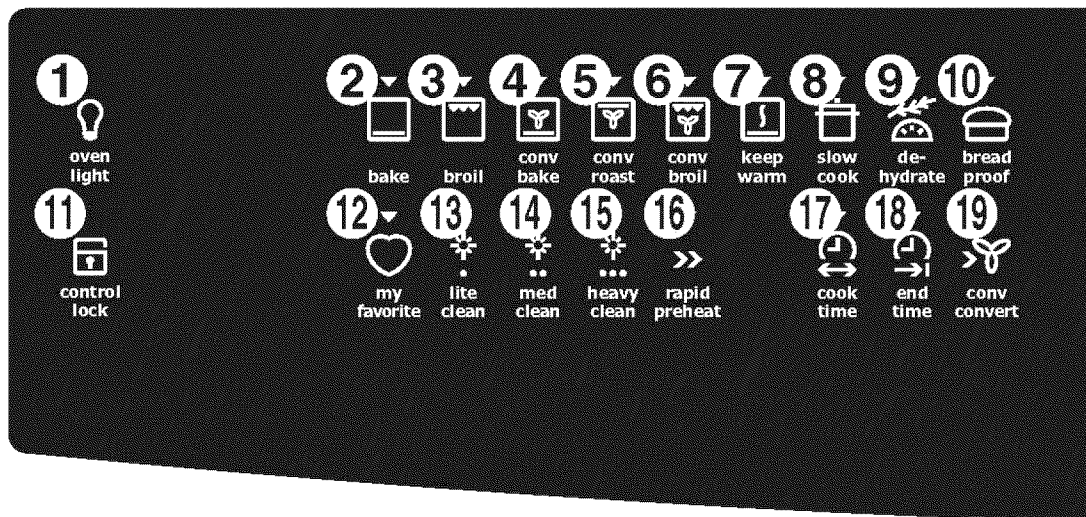 1 2 3 4 5 6 7 8 9 10
oven light bake broil conv bake conv roast conv broil keep warm slow cook de-hydrate bread proof
11 12 13 14 15 16 17 18 19
control lock my favorite lite clean med clean heavy clean rapid preheat cook time end time conv convert